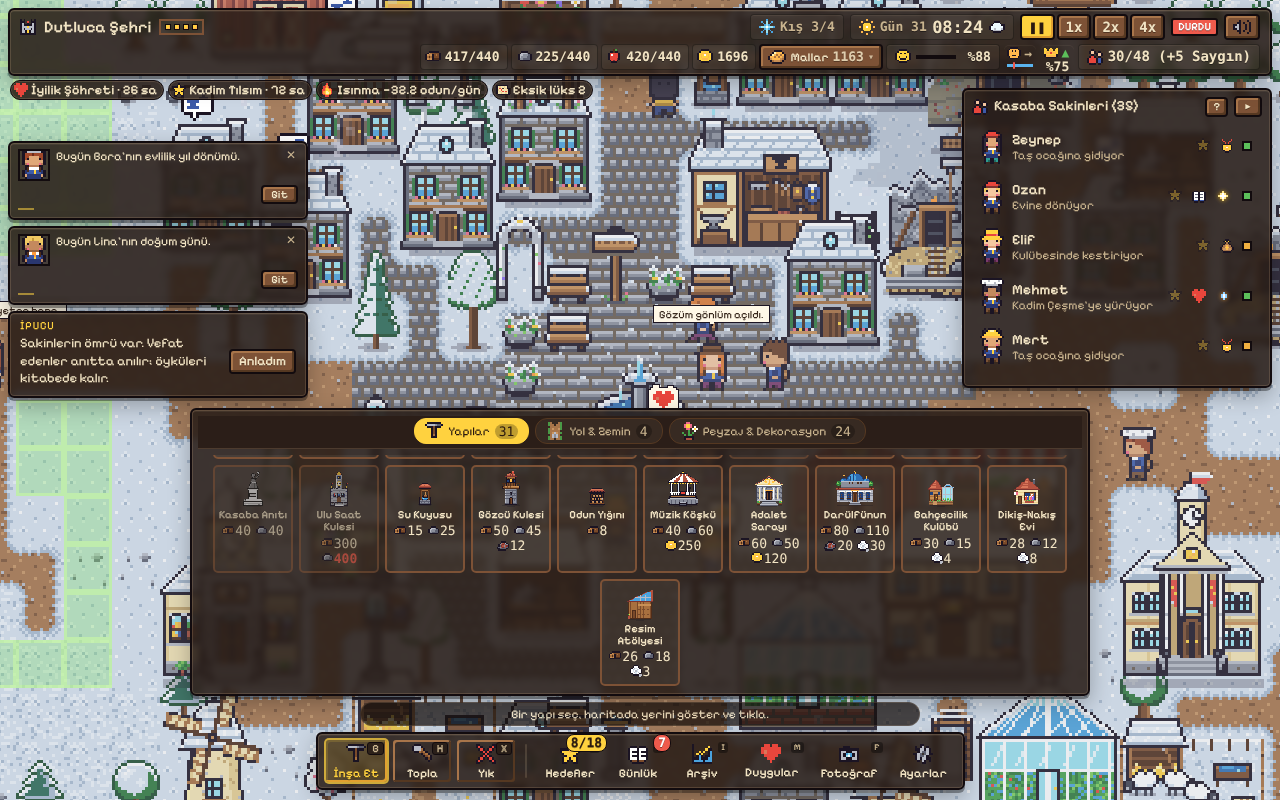 Dutluca Şehri
Kış 3/4
Gün 31 08:24
1x
2x
4x
DURDU
417/440
225/440
420/440
1696
Mallar 1163
%88
%75
30/48 (+5 Saygın)
İyilik Şöhreti · 26 sa
Kadim Tılsım · 12 sa
Isınma -38.8 odun/gün
Eksik lüks 2
Bugün Bora'nın evlilik yıl dönümü.
Git
Bugün Lina'nın doğum günü.
Git
İPUCU
Sakinlerin ömrü var. Vefat
edenler anıtta anılır; öyküleri
kitabede kalır.
Anladım
Kasaba Sakinleri (39)
?
Zeynep
Taş ocağına gidiyor
Ozan
Evine dönüyor
Elif
Kulübesinde kestiriyor
Mehmet
Kadim Çeşme'ye yürüyor
Mert
Taş ocağına gidiyor
Gözüm gönlüm açıldı.
Yapılar 31
Yol & Zemin 4
Peyzaj & Dekorasyon 24
Kasaba Anıtı
40 40
Ulu Saat
Kulesi
300
400
Su Kuyusu
15 25
Gözcü Kulesi
50 45
12
Odun Yığını
8
Müzik Köşkü
40 60
250
Adalet
Sarayı
60 50
120
Darülfünun
80 110
20 30
Bahçecilik
Kulübü
30 15
4
Dikiş-Nakış
Evi
28 12
8
Resim
Atölyesi
26 18
3
Bir yapı seç, haritada yerini göster ve tıkla.
İnşa Et
B
Topla
H
Yık
X
Hedefler
8/18
Günlük
7
Arşiv
I
Duygular
M
Fotoğraf
F
Ayarlar